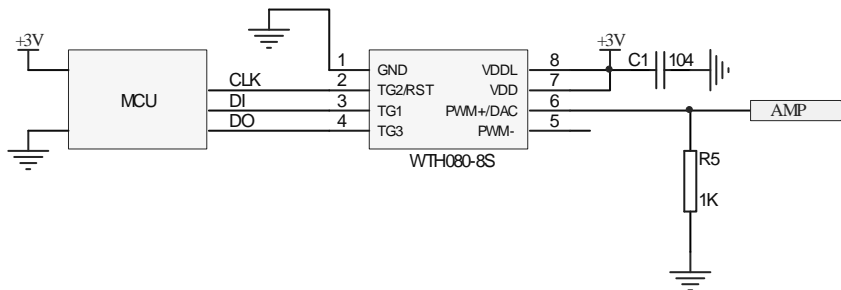 +3V
MCU
CLK
DI
DO
1
2
3
4
GND
TG2/RST
TG1
TG3
VDDL
VDD
PWM+/DAC
PWM-
8
7
6
5
WTH080-8S
+3V
C1 104
AMP
R5
1K